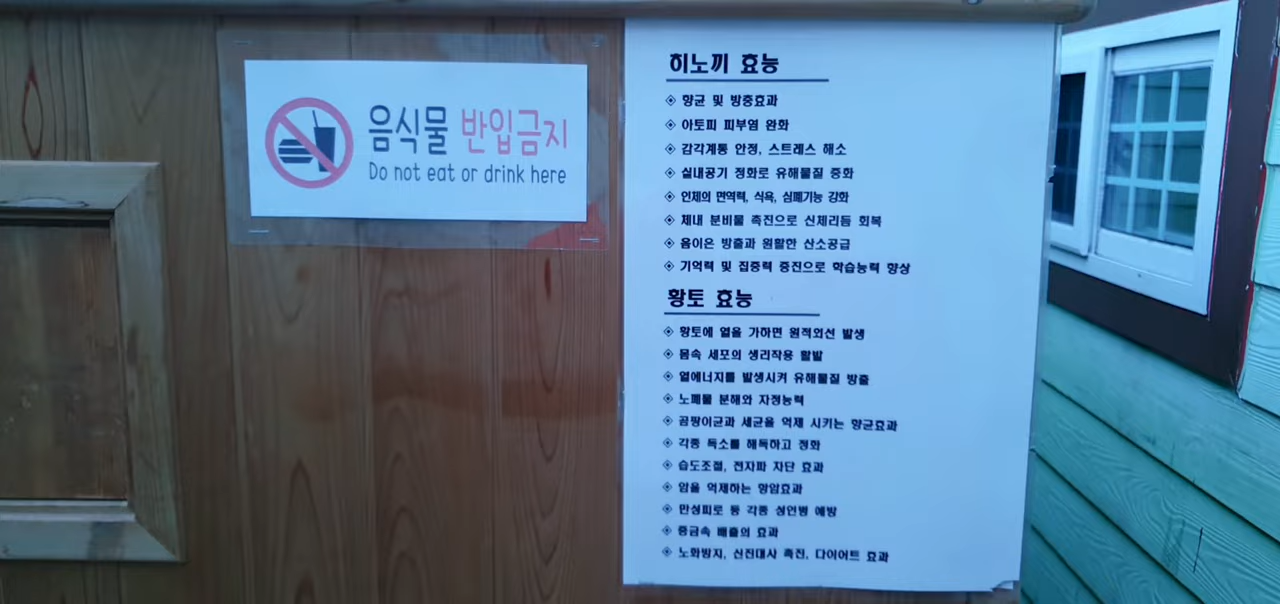 음식물 반입금지
Do not eat or drink here
히노끼 효능
◈ 항균 및 방충효과
◈ 아토피 피부염 완화
◈ 감각계통 안정, 스트레스 해소
◈ 실내공기 정화로 유해물질 중화
◈ 인체의 면역력, 식욕, 심폐기능 강화
◈ 체내 분비물 촉진으로 신체리듬 회복
◈ 음이온 방출과 원활한 산소공급
◈ 기억력 및 집중력 증진으로 학습능력 향상
황토 효능
◈ 황토에 열을 가하면 원적외선 발생
◈ 몸속 세포의 생리작용 활발
◈ 열에너지를 발생시켜 유해물질 방출
◈ 노폐물 분해와 자정능력
◈ 곰팡이균과 세균을 억제 시키는 항균효과
◈ 각종 독소를 해독하고 정화
◈ 습도조절, 전자파 차단 효과
◈ 암을 억제하는 항암효과
◈ 만성피로 등 각종 성인병 예방
◈ 중금속 배출의 효과
◈ 노화방지, 신진대사 촉진, 다이어트 효과